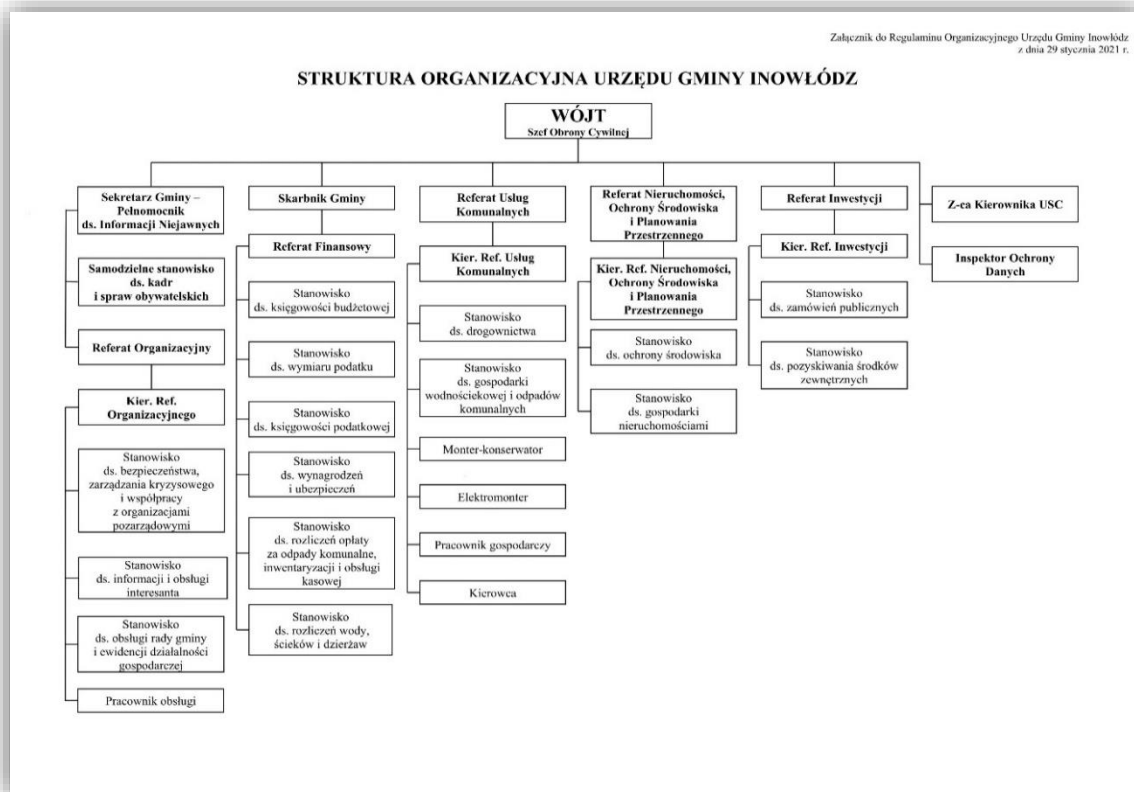 Załącznik do Regulaminu Organizacyjnego Urzędu Gminy Inowłódz
z dnia 29 stycznia 2021 r.
STRUKTURA ORGANIZACYJNA URZĘDU GMINY INOWŁÓDZ
WÓJT
Szef Obrony Cywilnej
Sekretarz Gminy –
Pełnomocnik
ds. Informacji Niejawnych
Samodzielne stanowisko
ds. kadr
i spraw obywatelskich
Referat Organizacyjny
Kier. Ref.
Organizacyjnego
Stanowisko
ds. bezpieczeństwa,
zarządzania kryzysowego
i współpracy
z organizacjami
pozarządowymi
Stanowisko
ds. informacji i obsługi
interesanta
Stanowisko
ds. obsługi rady gminy
i ewidencji działalności
gospodarczej
Pracownik obsługi
Skarbnik Gminy
Referat Finansowy
Stanowisko
ds. księgowości budżetowej
Stanowisko
ds. wymiaru podatku
Stanowisko
ds. księgowości podatkowej
Stanowisko
ds. wynagrodzeń
i ubezpieczeń
Stanowisko
ds. rozliczeń opłaty
za odpady komunalne,
inwentaryzacji i obsługi
kasowej
Stanowisko
ds. rozliczeń wody,
ścieków i dzierżaw
Referat Usług
Komunalnych
Kier. Ref. Usług
Komunalnych
Stanowisko
ds. drogownictwa
Stanowisko
ds. gospodarki
wodnościekowej i odpadów
komunalnych
Monter-konserwator
Elektromonter
Pracownik gospodarczy
Kierowca
Referat Nieruchomości,
Ochrony Środowiska
i Planowania
Przestrzennego
Kier. Ref. Nieruchomości,
Ochrony Środowiska
i Planowania
Przestrzennego
Stanowisko
ds. ochrony środowiska
Stanowisko
ds. gospodarki
nieruchomościami
Referat Inwestycji
Kier. Ref. Inwestycji
Stanowisko
ds. zamówień publicznych
Stanowisko
ds. pozyskiwania środków
zewnętrznych
Z-ca Kierownika USC
Inspektor Ochrony
Danych